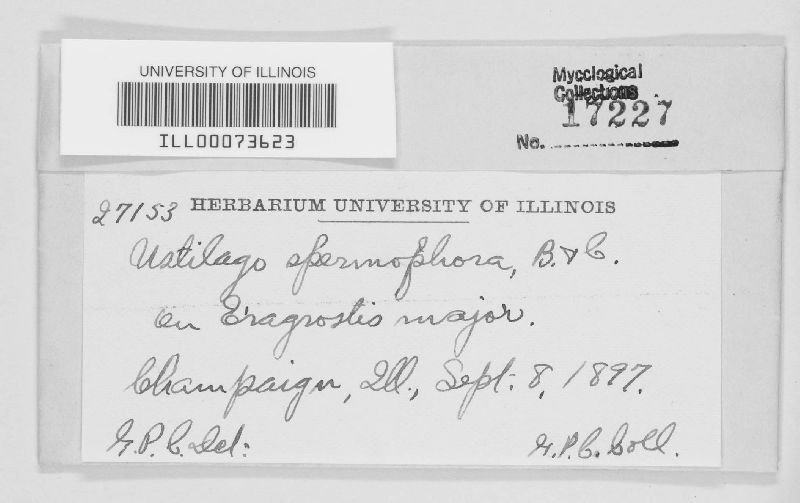 UNIVERSITY OF ILLINOIS
ILL00073623
Mycological
Collections
17227
No.
27153 HERBARIUM UNIVERSITY OF ILLINOIS
Ustilago spermophora, B. & C.
on Eragrostis major.
Champaign, Ill., Sept. 8, 1897.
G. P. C. Det: G. P. C. Coll.